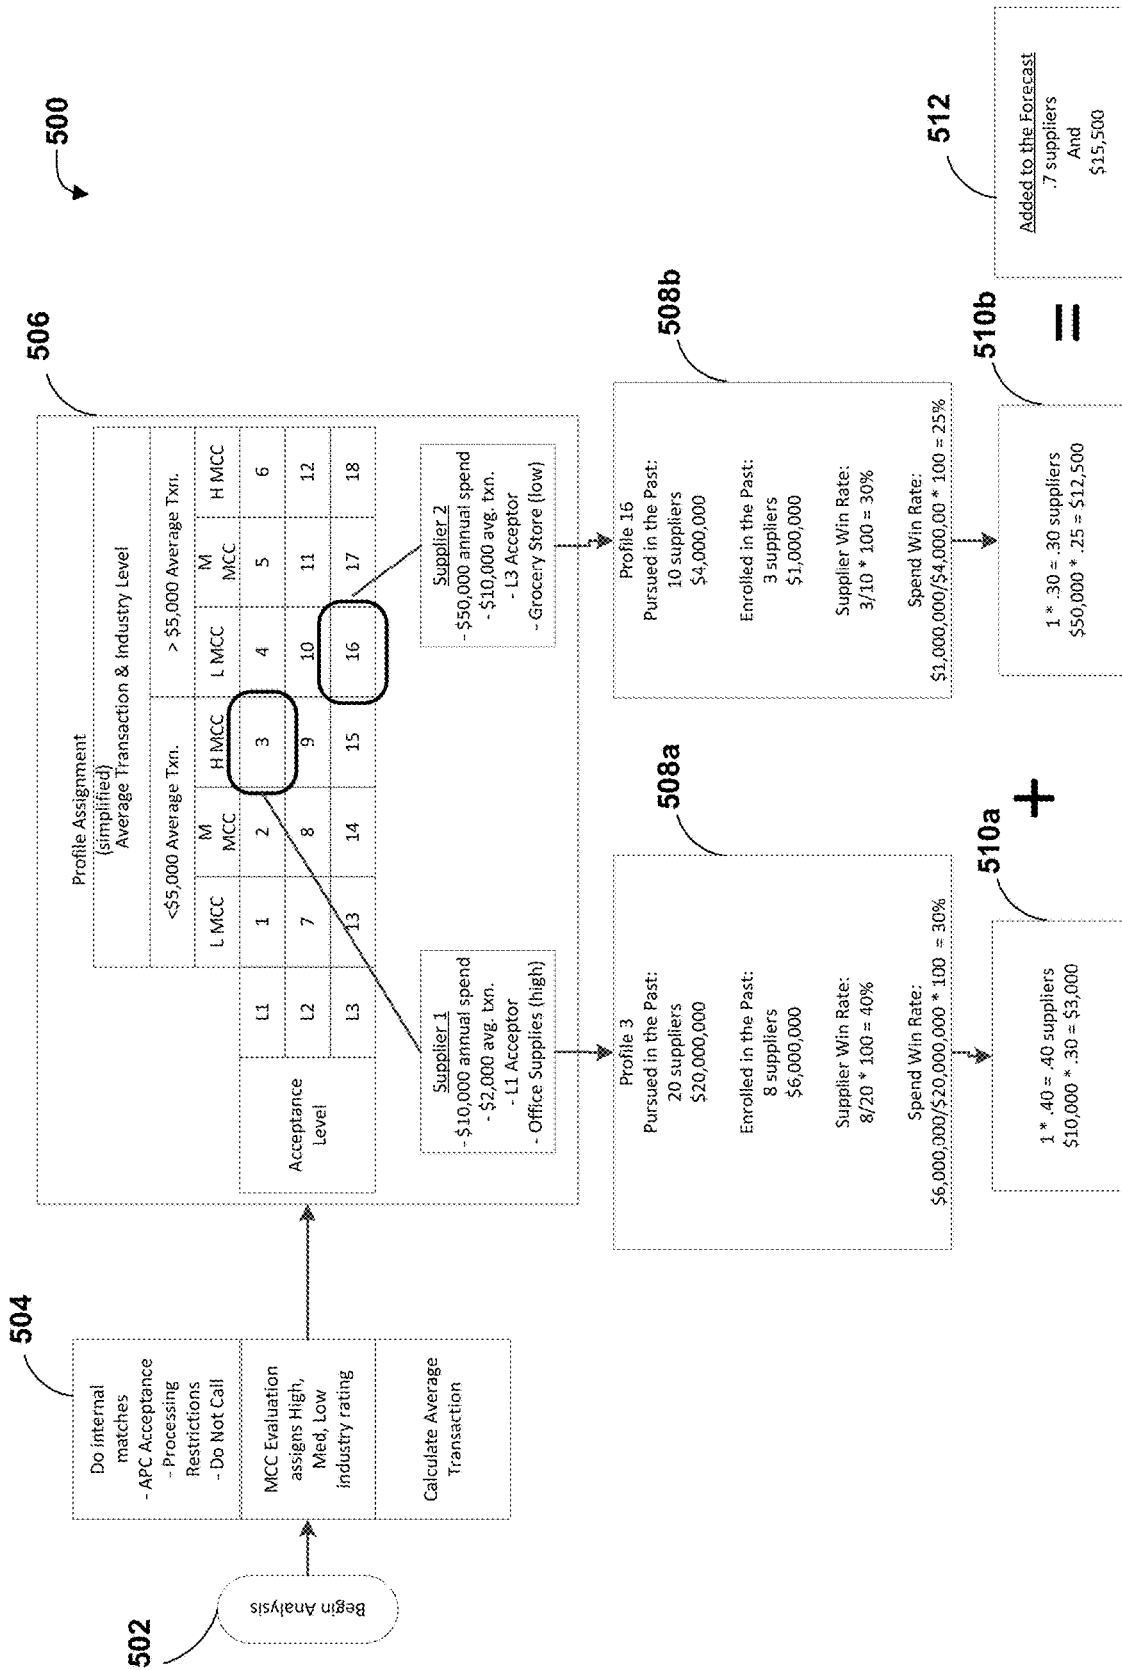 500
502
Begin Analysis
504
Do internal
matches
- APC Acceptance
- Processing
Restrictions
- Do Not Call
MCC Evaluation
assigns High,
Med, Low
industry rating
Calculate Average
Transaction
506
Profile Assignment
(simplified)
Average Transaction & Industry Level
<$5,000 Average Txn.
> $5,000 Average Txn.
L MCC
M
MCC
H MCC
L MCC
M
MCC
H MCC
Acceptance
Level
L1
1
2
3
4
5
6
L2
7
8
9
10
11
12
L3
13
14
15
16
17
18
Supplier 1
- $10,000 annual spend
- $2,000 avg. txn.
- L1 Acceptor
- Office Supplies (high)
Supplier 2
- $50,000 annual spend
- $10,000 avg. txn.
- L3 Acceptor
- Grocery Store (low)
508a
Profile 3
Pursued in the Past:
20 suppliers
$20,000,000
Enrolled in the Past:
8 suppliers
$6,000,000
Supplier Win Rate:
8/20 * 100 = 40%
Spend Win Rate:
$6,000,000/$20,000,000 * 100 = 30%
508b
Profile 16
Pursued in the Past:
10 suppliers
$4,000,000
Enrolled in the Past:
3 suppliers
$1,000,000
Supplier Win Rate:
3/10 * 100 = 30%
Spend Win Rate:
$1,000,000/$4,000,00 * 100 = 25%
510a
1 * .40 = .40 suppliers
$10,000 * .30 = $3,000
+
510b
1 * .30 = .30 suppliers
$50,000 * .25 = $12,500
=
512
Added to the Forecast
.7 suppliers
And
$15,500